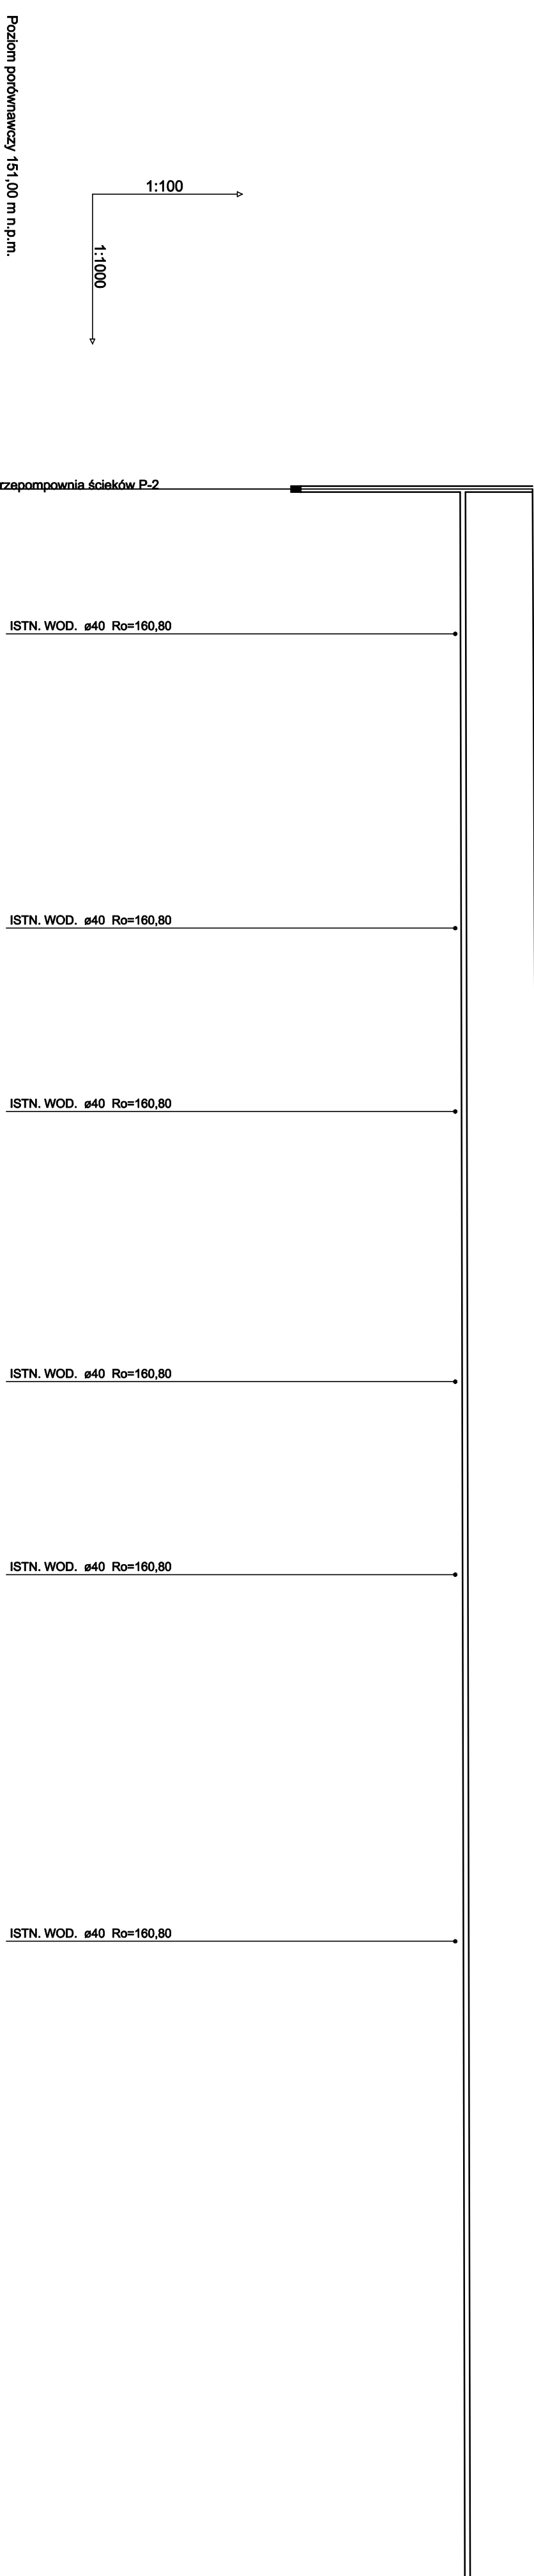 Poziom porównawczy 151,00 m n.p.m.
1:100
1:1000
rzepompownia ścieków P-2
ISTN. WOD. ø40 Ro=160,80
ISTN. WOD. ø40 Ro=160,80
ISTN. WOD. ø40 Ro=160,80
ISTN. WOD. ø40 Ro=160,80
ISTN. WOD. ø40 Ro=160,80
ISTN. WOD. ø40 Ro=160,80